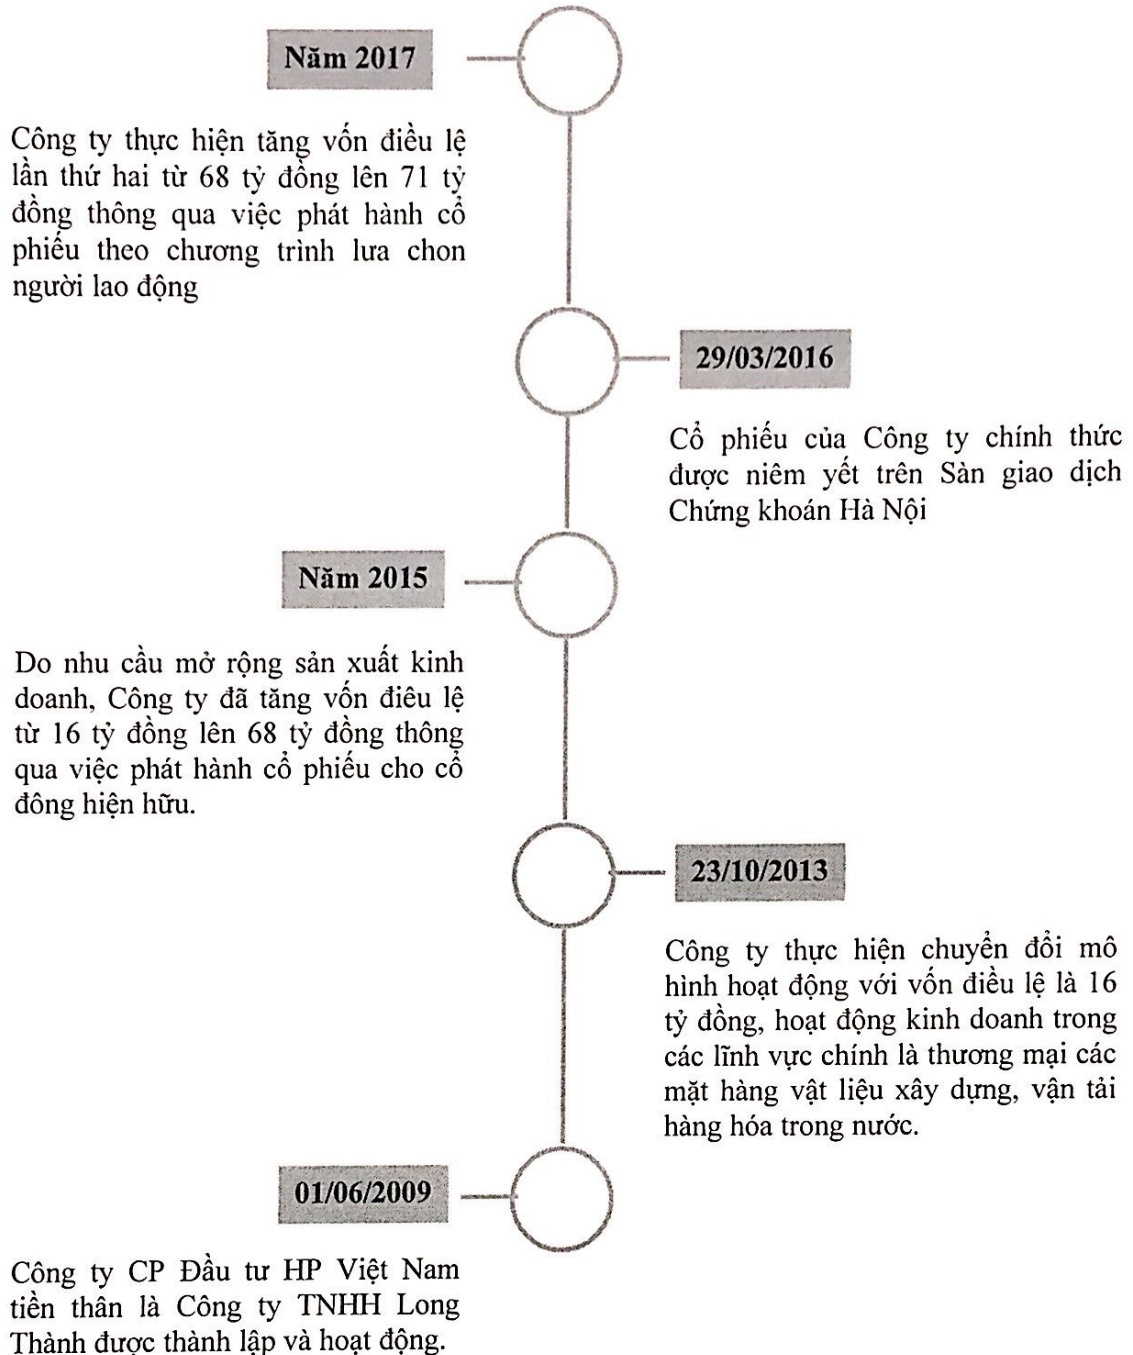 Năm 2017
Công ty thực hiện tăng vốn điều lệ
lần thứ hai từ 68 tỷ đồng lên 71 tỷ
đồng thông qua việc phát hành cổ
phiếu theo chương trình lưa chon
người lao động
29/03/2016
Cổ phiếu của Công ty chính thức
được niêm yết trên Sàn giao dịch
Chứng khoán Hà Nội
Năm 2015
Do nhu cầu mở rộng sản xuất kinh
doanh, Công ty đã tăng vốn điêu lệ
từ 16 tỷ đồng lên 68 tỷ đồng thông
qua việc phát hành cổ phiếu cho cổ
đông hiện hữu.
23/10/2013
Công ty thực hiện chuyển đổi mô
hình hoạt động với vốn điều lệ là 16
tỷ đồng, hoạt động kinh doanh trong
các lĩnh vực chính là thương mại các
mặt hàng vật liệu xây dựng, vận tải
hàng hóa trong nước.
01/06/2009
Công ty CP Đầu tư HP Việt Nam
tiền thân là Công ty TNHH Long
Thành được thành lập và hoạt động.